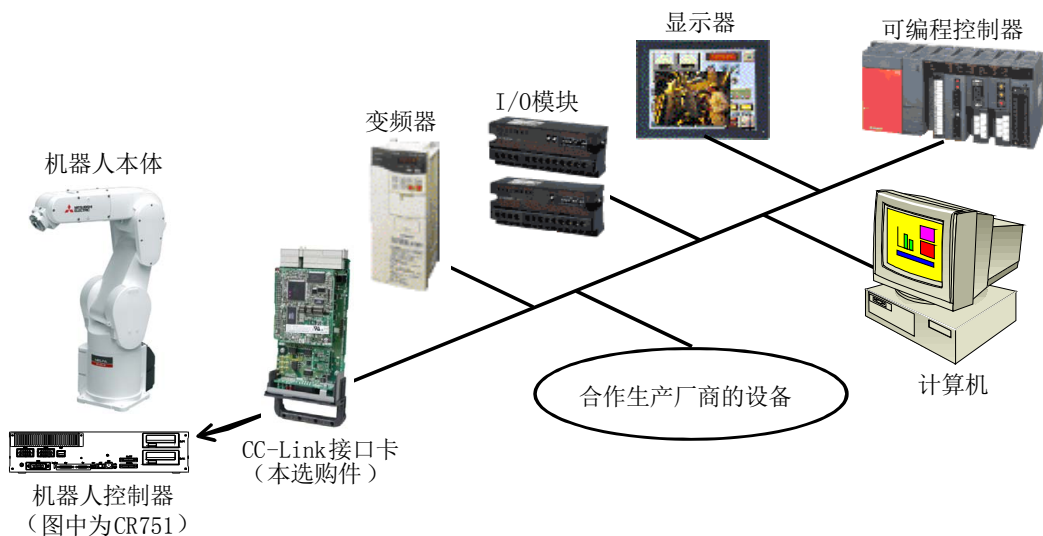 显示器
可编程控制器
I/O模块
变频器
机器人本体
MITSUBISHI
ELECTRIC
计算机
合作生产厂商的设备
CC-Link接口卡
（本选购件）
机器人控制器
（图中为CR751）